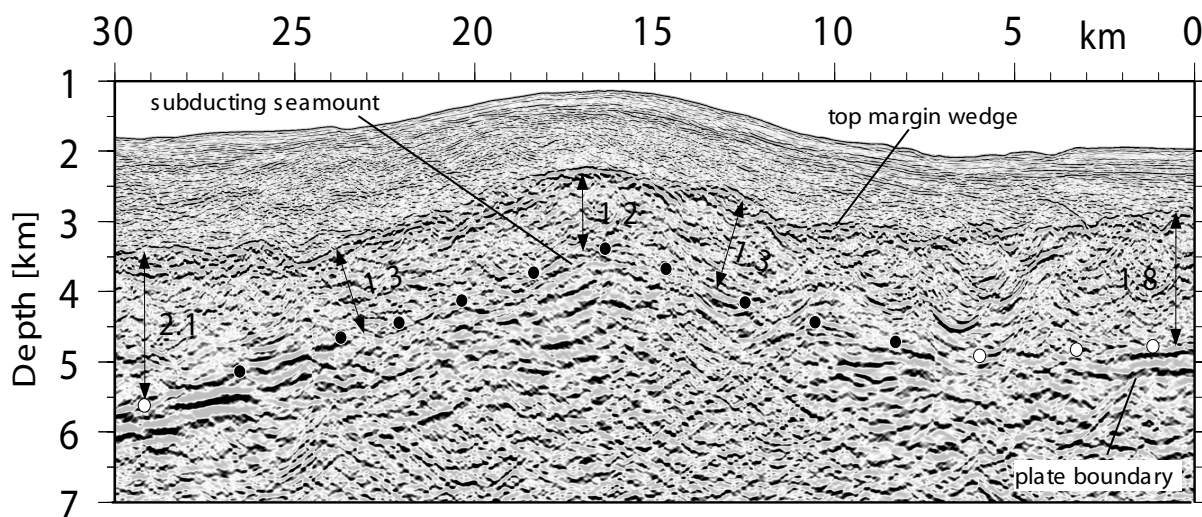 30 25 20 15 10 5 km 0
1
subducting seamount
top margin wedge
2
3
1.2
1.3
1.3
1.8
4
2.1
Depth [km]
5
6
plate boundary
7